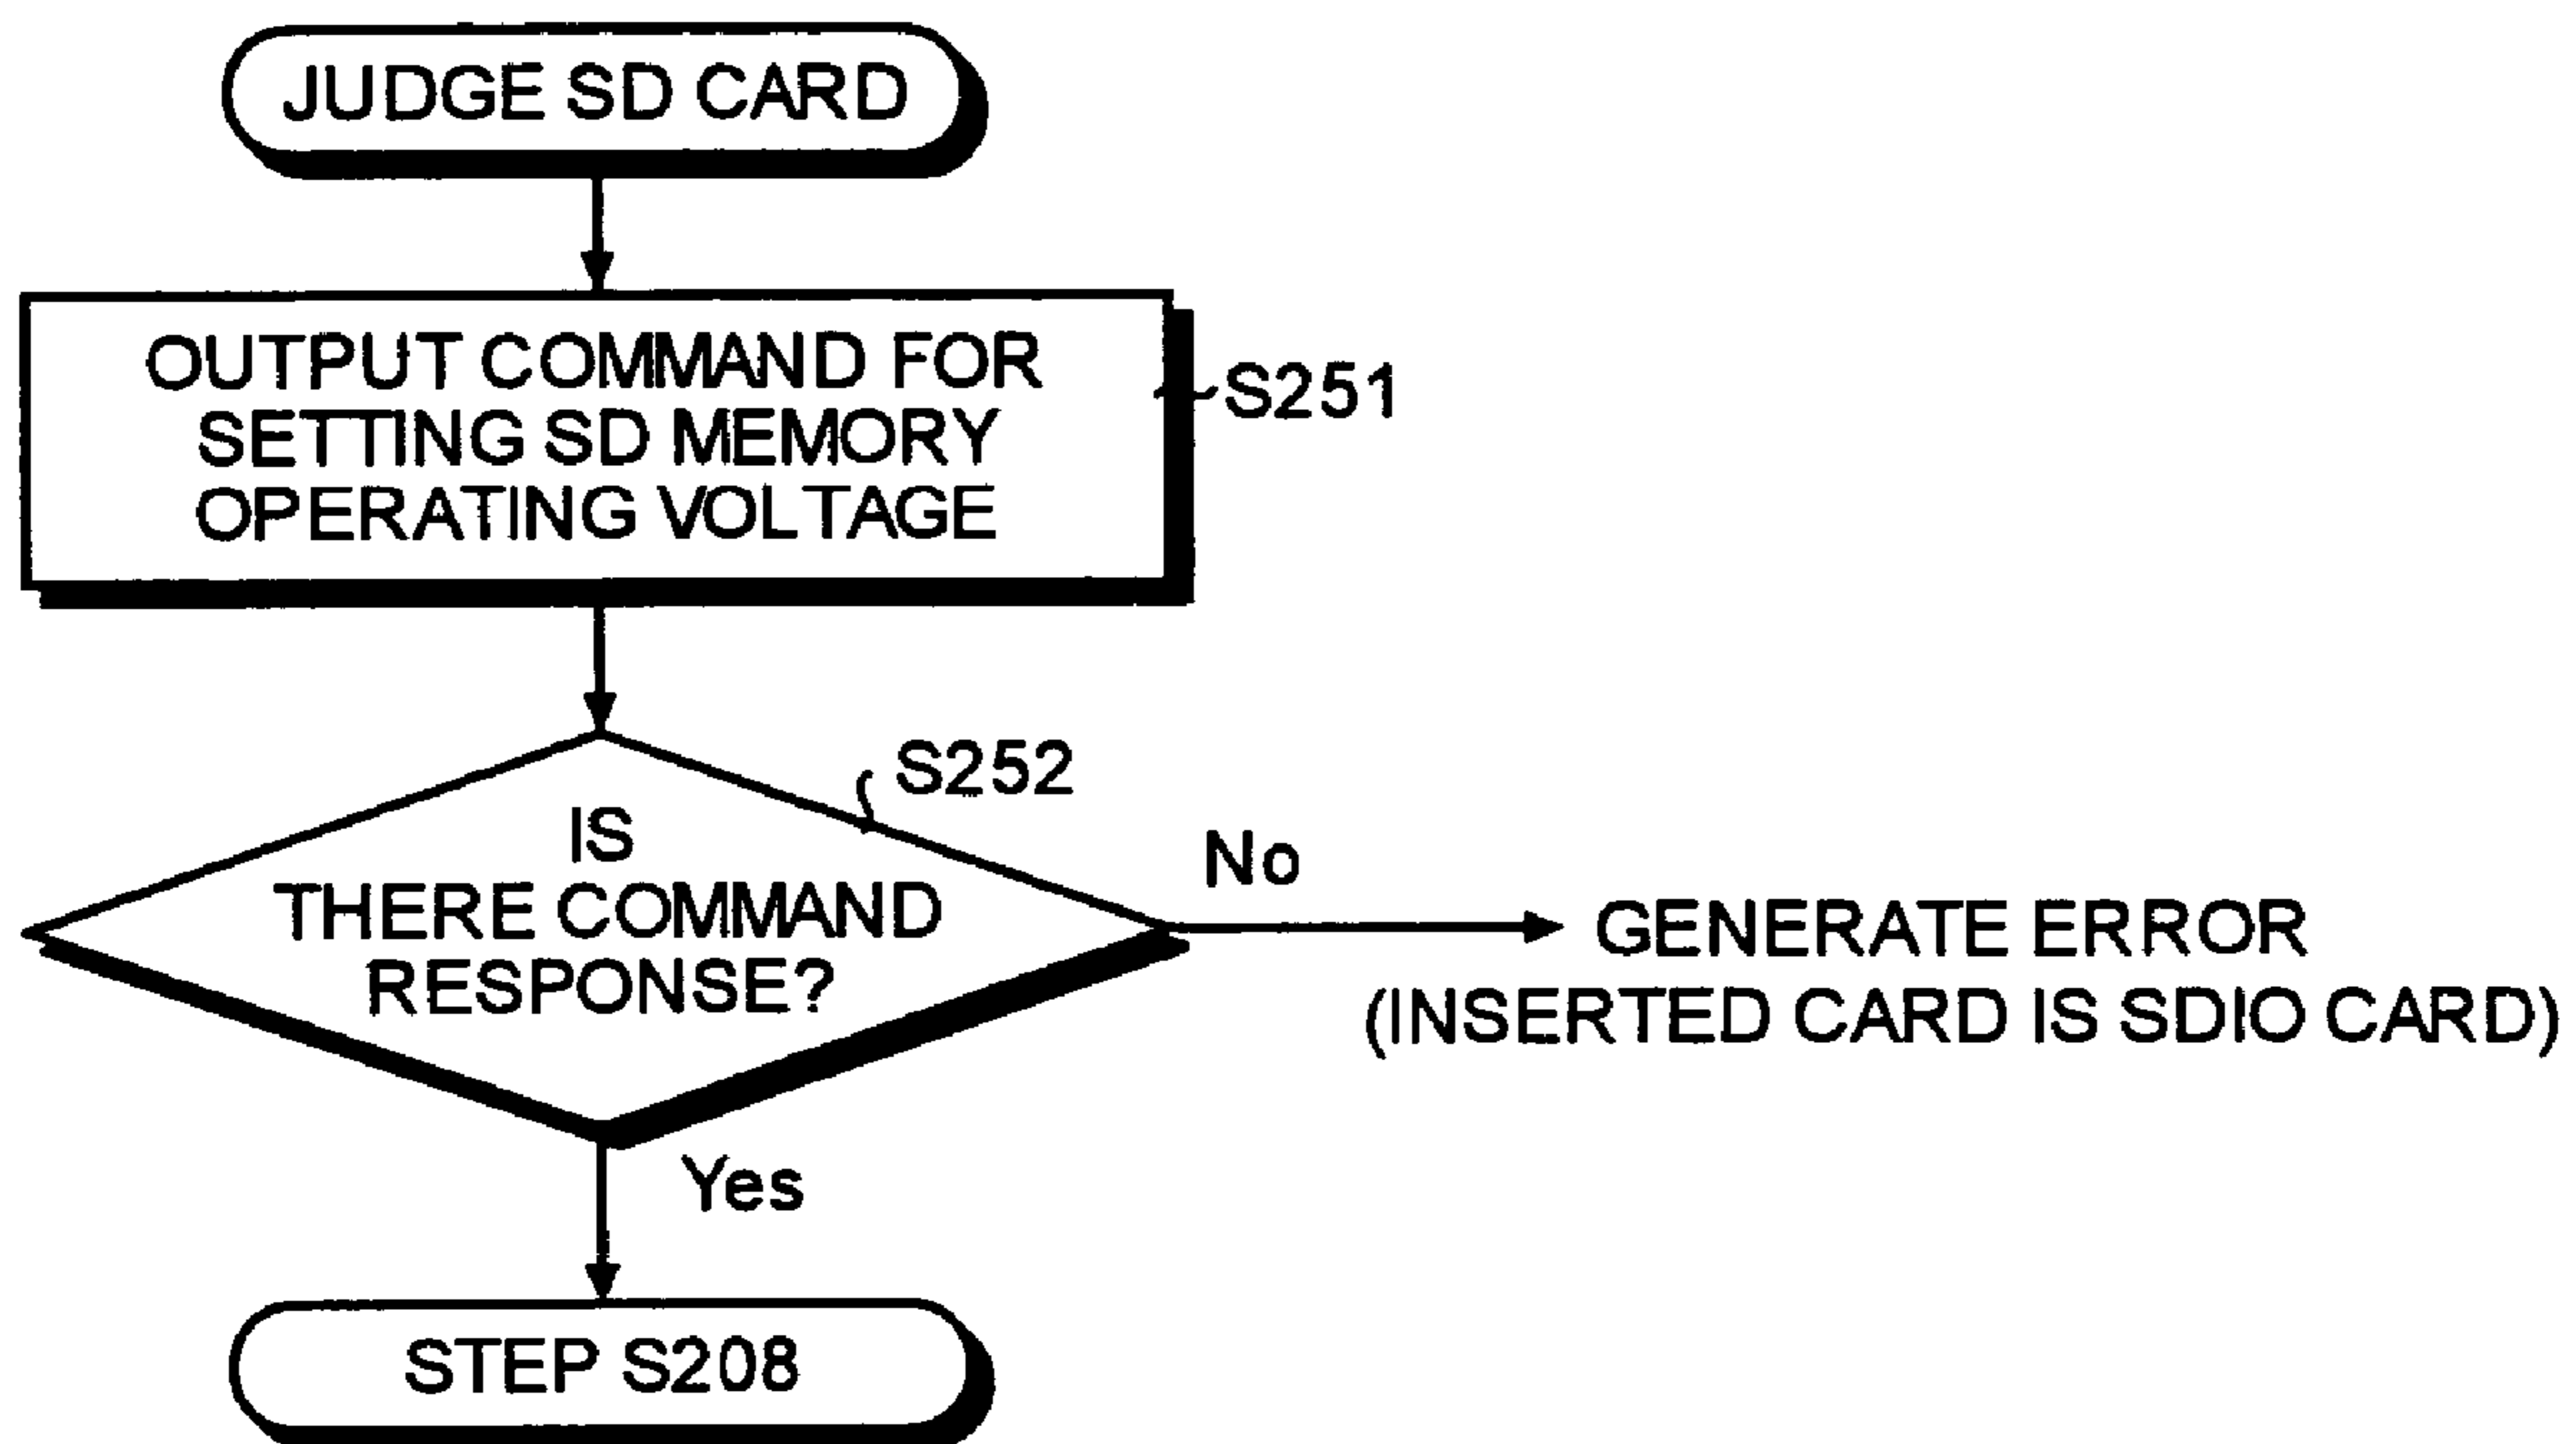 JUDGE SD CARD
OUTPUT COMMAND FOR
SETTING SD MEMORY
OPERATING VOLTAGE
S251
S252
IS
THERE COMMAND
RESPONSE?
No
GENERATE ERROR
(INSERTED CARD IS SDIO CARD)
Yes
STEP S208